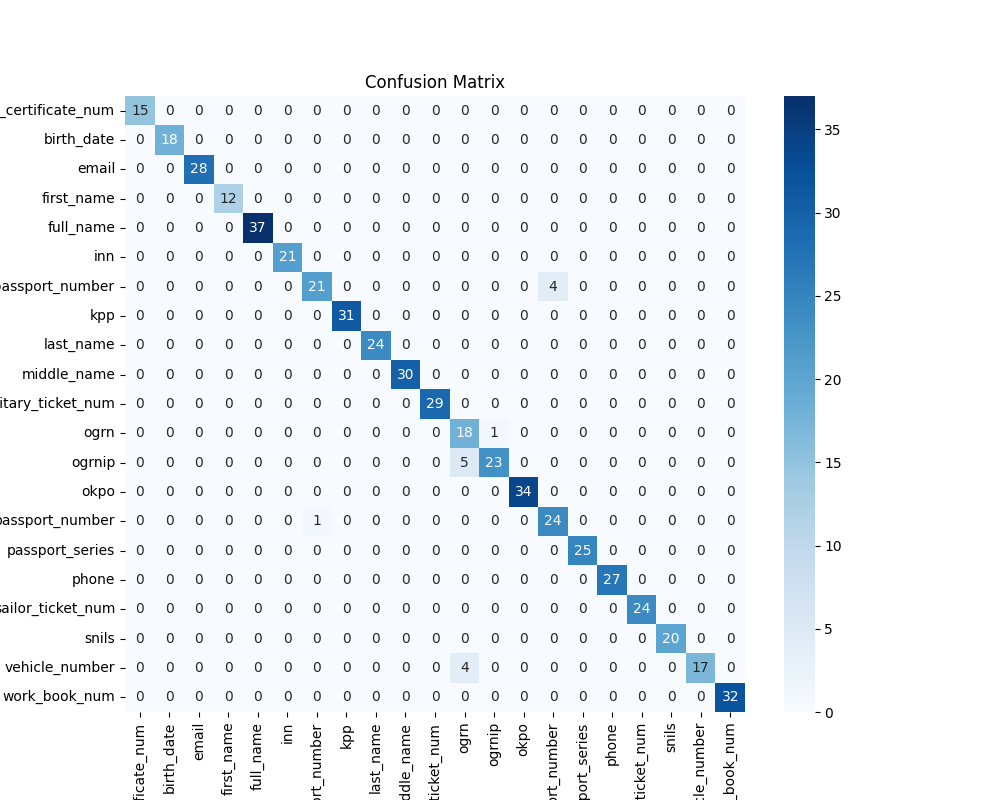 Confusion Matrix
_certificate_num 15 0 0 0 0 0 0 0 0 0 0 0 0 0 0 0 0 0 0 0 0
birth_date 0 18 0 0 0 0 0 0 0 0 0 0 0 0 0 0 0 0 0 0 0
email 0 0 28 0 0 0 0 0 0 0 0 0 0 0 0 0 0 0 0 0 0
first_name 0 0 0 12 0 0 0 0 0 0 0 0 0 0 0 0 0 0 0 0 0
full_name 0 0 0 0 37 0 0 0 0 0 0 0 0 0 0 0 0 0 0 0 0
inn 0 0 0 0 0 21 0 0 0 0 0 0 0 0 0 0 0 0 0 0 0
passport_number 0 0 0 0 0 0 21 0 0 0 0 0 0 0 4 0 0 0 0 0 0
kpp 0 0 0 0 0 0 0 31 0 0 0 0 0 0 0 0 0 0 0 0 0
last_name 0 0 0 0 0 0 0 0 24 0 0 0 0 0 0 0 0 0 0 0 0
middle_name 0 0 0 0 0 0 0 0 0 30 0 0 0 0 0 0 0 0 0 0 0
itary_ticket_num 0 0 0 0 0 0 0 0 0 0 29 0 0 0 0 0 0 0 0 0 0
ogrn 0 0 0 0 0 0 0 0 0 0 0 18 1 0 0 0 0 0 0 0 0
ogrnip 0 0 0 0 0 0 0 0 0 0 0 5 23 0 0 0 0 0 0 0 0
okpo 0 0 0 0 0 0 0 0 0 0 0 0 0 34 0 0 0 0 0 0 0
passport_number 0 0 0 0 0 0 1 0 0 0 0 0 0 0 24 0 0 0 0 0 0
passport_series 0 0 0 0 0 0 0 0 0 0 0 0 0 0 0 25 0 0 0 0 0
phone 0 0 0 0 0 0 0 0 0 0 0 0 0 0 0 0 27 0 0 0 0
sailor_ticket_num 0 0 0 0 0 0 0 0 0 0 0 0 0 0 0 0 0 24 0 0 0
snils 0 0 0 0 0 0 0 0 0 0 0 0 0 0 0 0 0 0 20 0 0
vehicle_number 0 0 0 0 0 0 0 0 0 0 0 4 0 0 0 0 0 0 0 17 0
work_book_num 0 0 0 0 0 0 0 0 0 0 0 0 0 0 0 0 0 0 0 0 32
ficate_num
birth_date
email
first_name
full_name
inn
ort_number
kpp
last_name
ddle_name
ticket_num
ogrn
ogrnip
okpo
ort_number
port_series
phone
ticket_num
snils
cle_number
_book_num
35
30
25
20
15
10
5
0